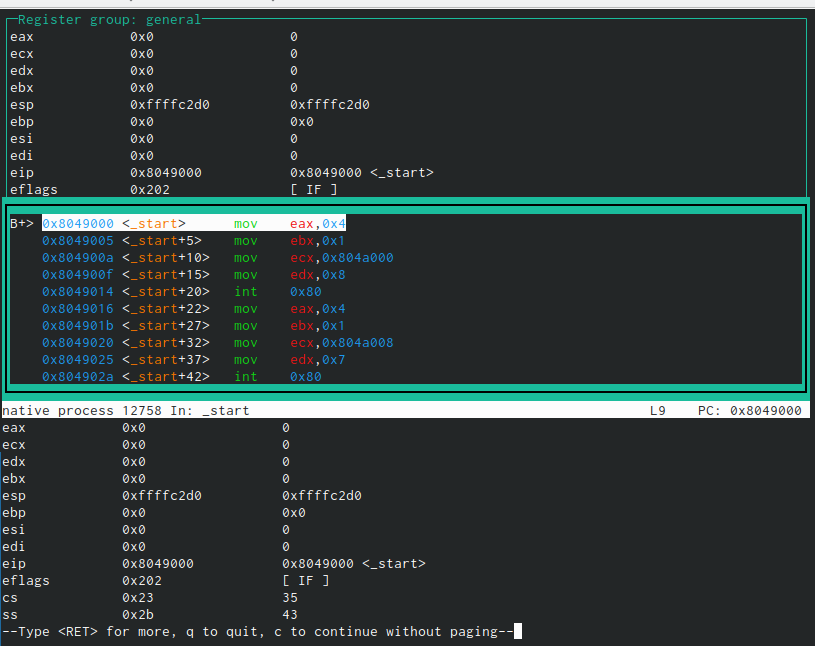 Register group: general
eax 0x0 0
ecx 0x0 0
edx 0x0 0
ebx 0x0 0
esp 0xffffc2d0 0xffffc2d0
ebp 0x0 0x0
esi 0x0 0
edi 0x0 0
eip 0x8049000 0x8049000 <_start>
eflags 0x202 [ IF ]
B+> 0x8049000 <_start> mov eax,0x4
0x8049005 <_start+5> mov ebx,0x1
0x804900a <_start+10> mov ecx,0x804a000
0x804900f <_start+15> mov edx,0x8
0x8049014 <_start+20> int 0x80
0x8049016 <_start+22> mov eax,0x4
0x804901b <_start+27> mov ebx,0x1
0x8049020 <_start+32> mov ecx,0x804a008
0x8049025 <_start+37> mov edx,0x7
0x804902a <_start+42> int 0x80
native process 12758 In: _start L9 PC: 0x8049000
eax 0x0 0
ecx 0x0 0
edx 0x0 0
ebx 0x0 0
esp 0xffffc2d0 0xffffc2d0
ebp 0x0 0x0
esi 0x0 0
edi 0x0 0
eip 0x8049000 0x8049000 <_start>
eflags 0x202 [ IF ]
cs 0x23 35
ss 0x2b 43
--Type <RET> for more, q to quit, c to continue without paging--